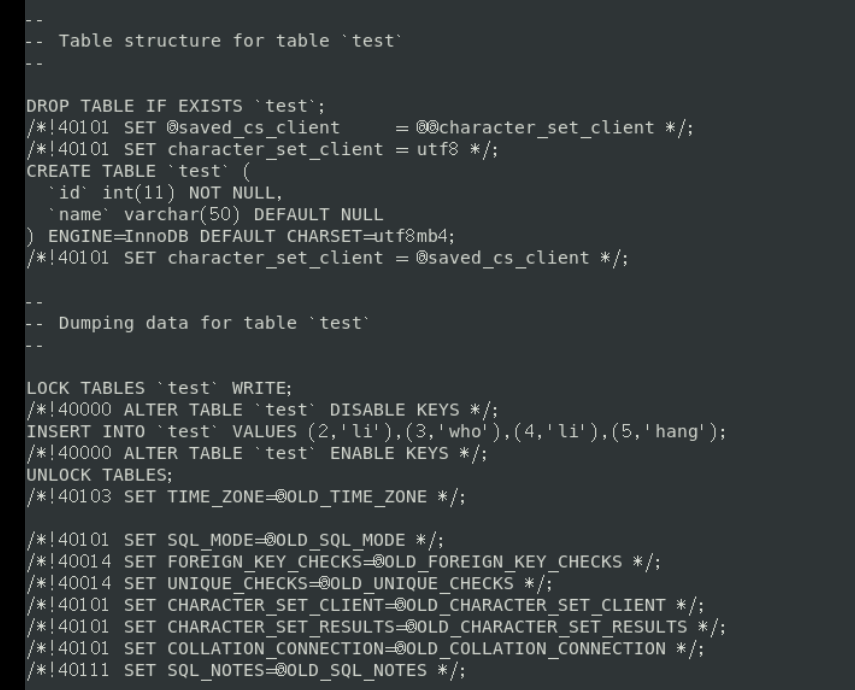 --
-- Table structure for table `test`
--
DROP TABLE IF EXISTS `test`;
/*!40101 SET @saved_cs_client     = @@character_set_client */;
/*!40101 SET character_set_client = utf8 */;
CREATE TABLE `test` (
  `id` int(11) NOT NULL,
  `name` varchar(50) DEFAULT NULL
) ENGINE=InnoDB DEFAULT CHARSET=utf8mb4;
/*!40101 SET character_set_client = @saved_cs_client */;
--
-- Dumping data for table `test`
--
LOCK TABLES `test` WRITE;
/*!40000 ALTER TABLE `test` DISABLE KEYS */;
INSERT INTO `test` VALUES (2,'li'),(3,'who'),(4,'li'),(5,'hang');
/*!40000 ALTER TABLE `test` ENABLE KEYS */;
UNLOCK TABLES;
/*!40103 SET TIME_ZONE=@OLD_TIME_ZONE */;
/*!40101 SET SQL_MODE=@OLD_SQL_MODE */;
/*!40014 SET FOREIGN_KEY_CHECKS=@OLD_FOREIGN_KEY_CHECKS */;
/*!40014 SET UNIQUE_CHECKS=@OLD_UNIQUE_CHECKS */;
/*!40101 SET CHARACTER_SET_CLIENT=@OLD_CHARACTER_SET_CLIENT */;
/*!40101 SET CHARACTER_SET_RESULTS=@OLD_CHARACTER_SET_RESULTS */;
/*!40101 SET COLLATION_CONNECTION=@OLD_COLLATION_CONNECTION */;
/*!40111 SET SQL_NOTES=@OLD_SQL_NOTES */;